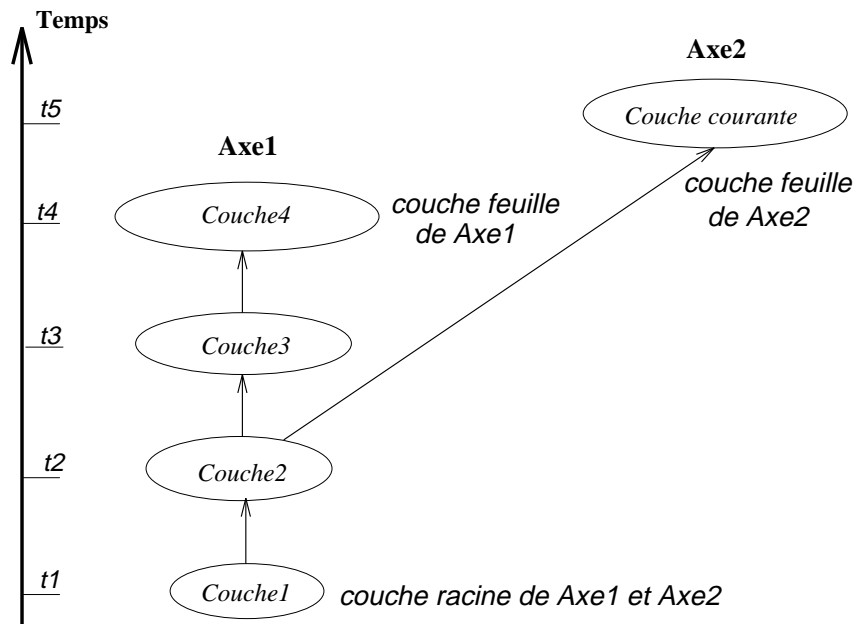 Temps
Axe2
t5
Couche courante
Axe1
couche feuille
de Axe2
t4
Couche4
couche feuille
de Axe1
t3
Couche3
t2
Couche2
t1
Couche1
couche racine de Axe1 et Axe2